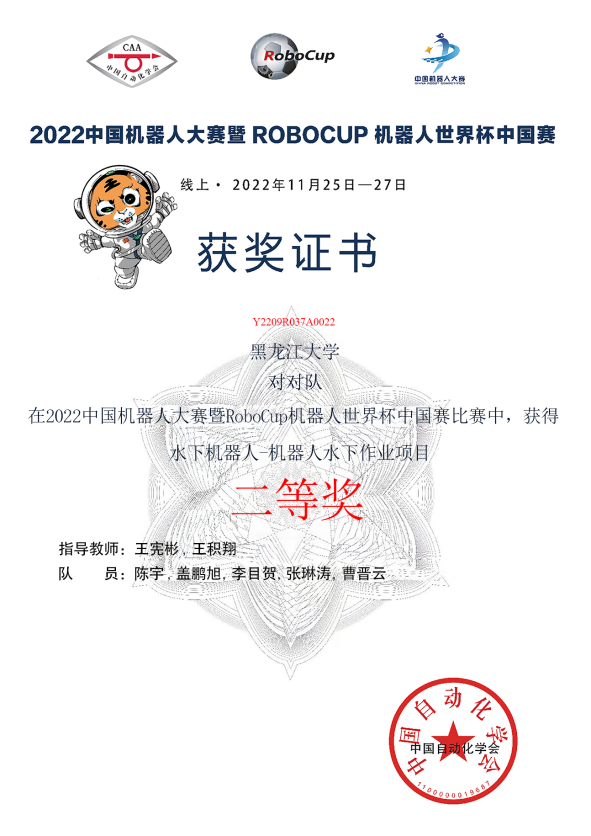 CAA
中国自动化学会
RoboCup
中国机器人大赛
CHINA ROBOT COMPETITION
2022中国机器人大赛暨 ROBOCUP 机器人世界杯中国赛
线上· 2022年11月25日—27日
获奖证书
Y2209R037A0022
黑龙江大学
对对队
在2022中国机器人大赛暨RoboCup机器人世界杯中国赛比赛中，获得
水下机器人-机器人水下作业项目
二等奖
指导教师：王宪彬, 王积翔
队 员：陈宇, 盖鹏旭, 李目贺, 张琳涛, 曹晋云
中国自动化学会
中国自动化学会
1100000019687